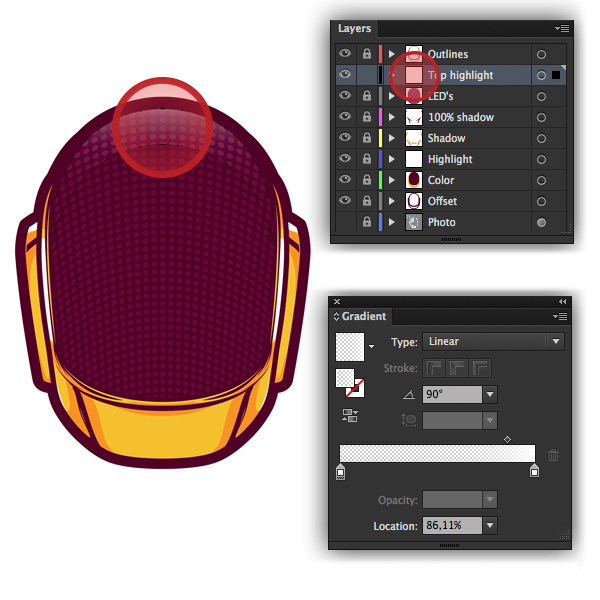 Layers
Outlines
Top highlight
LED's
100% shadow
Shadow
Highlight
Color
Offset
Photo
Gradient
Type: Linear
Stroke:
90°
Opacity:
Location: 86,11%